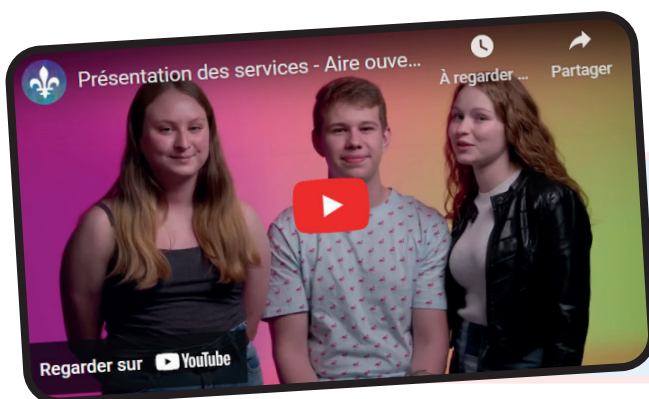 Présentation des services - Aire ouve...
À regarder ...
Partager
Regarder sur YouTube